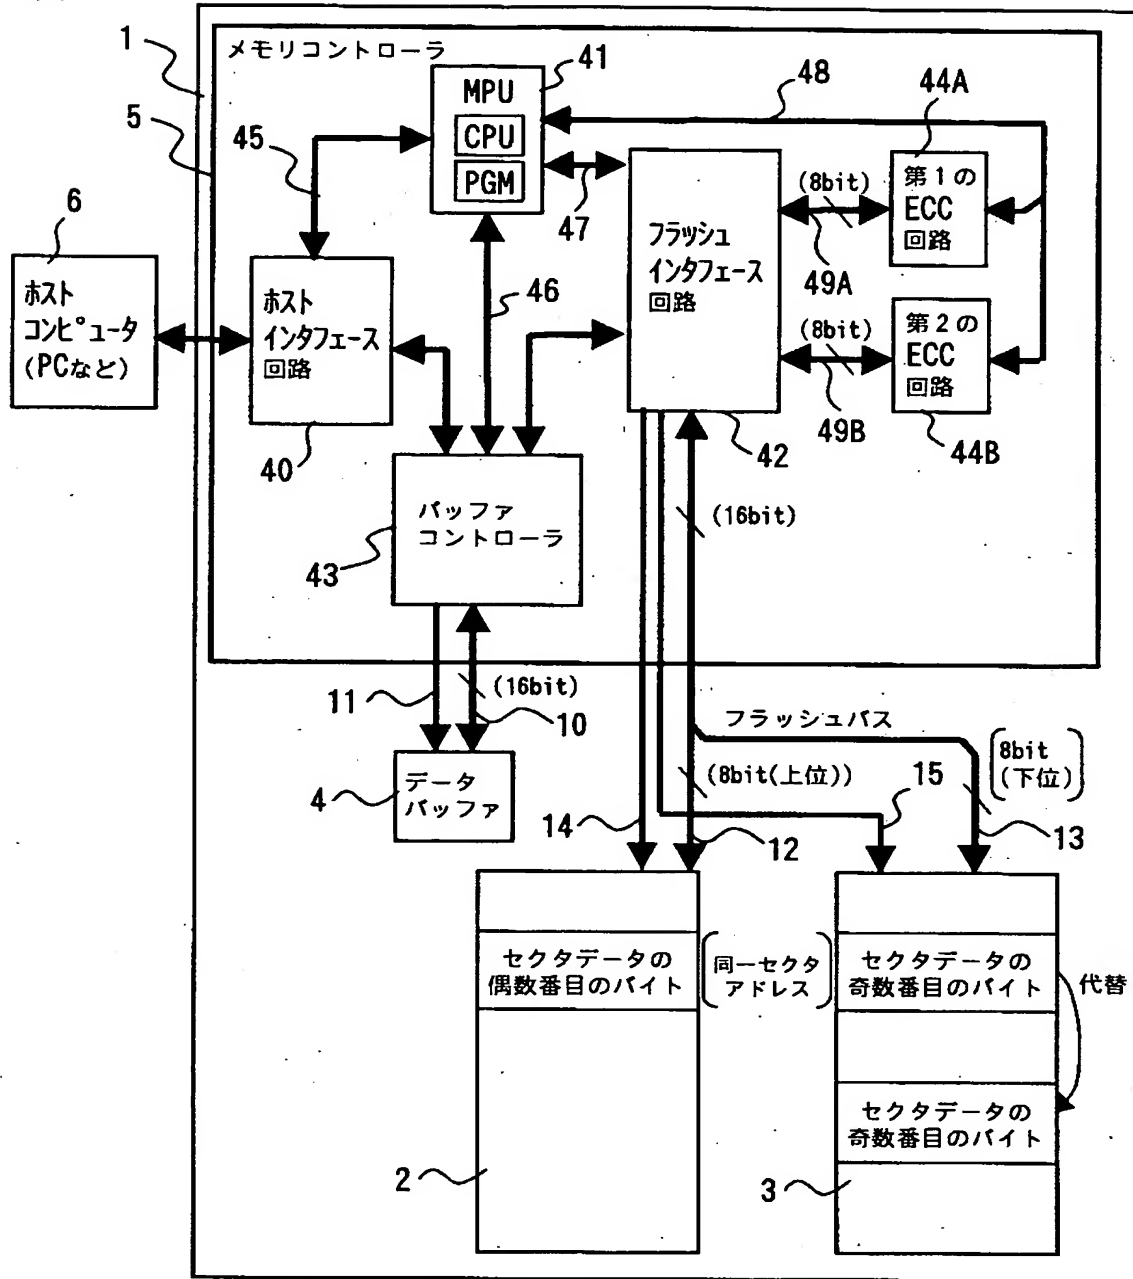 1
メモリコントローラ
5
41
MPU
CPU
PGM
48
44A
45
47
(8bit)
第1の
ECC
回路
49A
6
ホスト
コンピュータ
(PCなど)
ホスト
インタフェース
回路
40
46
フラッシュ
インタフェース
回路
42
(8bit)
第2の
ECC
回路
49B
44B
バッファ
コントローラ
43
(16bit)
11
(16bit)
10
フラッシュバス
4
データ
バッファ
(8bit(上位))
15
8bit
(下位)
14
12
13
セクタデータの
偶数番目のバイト
同一セクタ
アドレス
セクタデータの
奇数番目のバイト
代替
セクタデータの
奇数番目のバイト
2
3